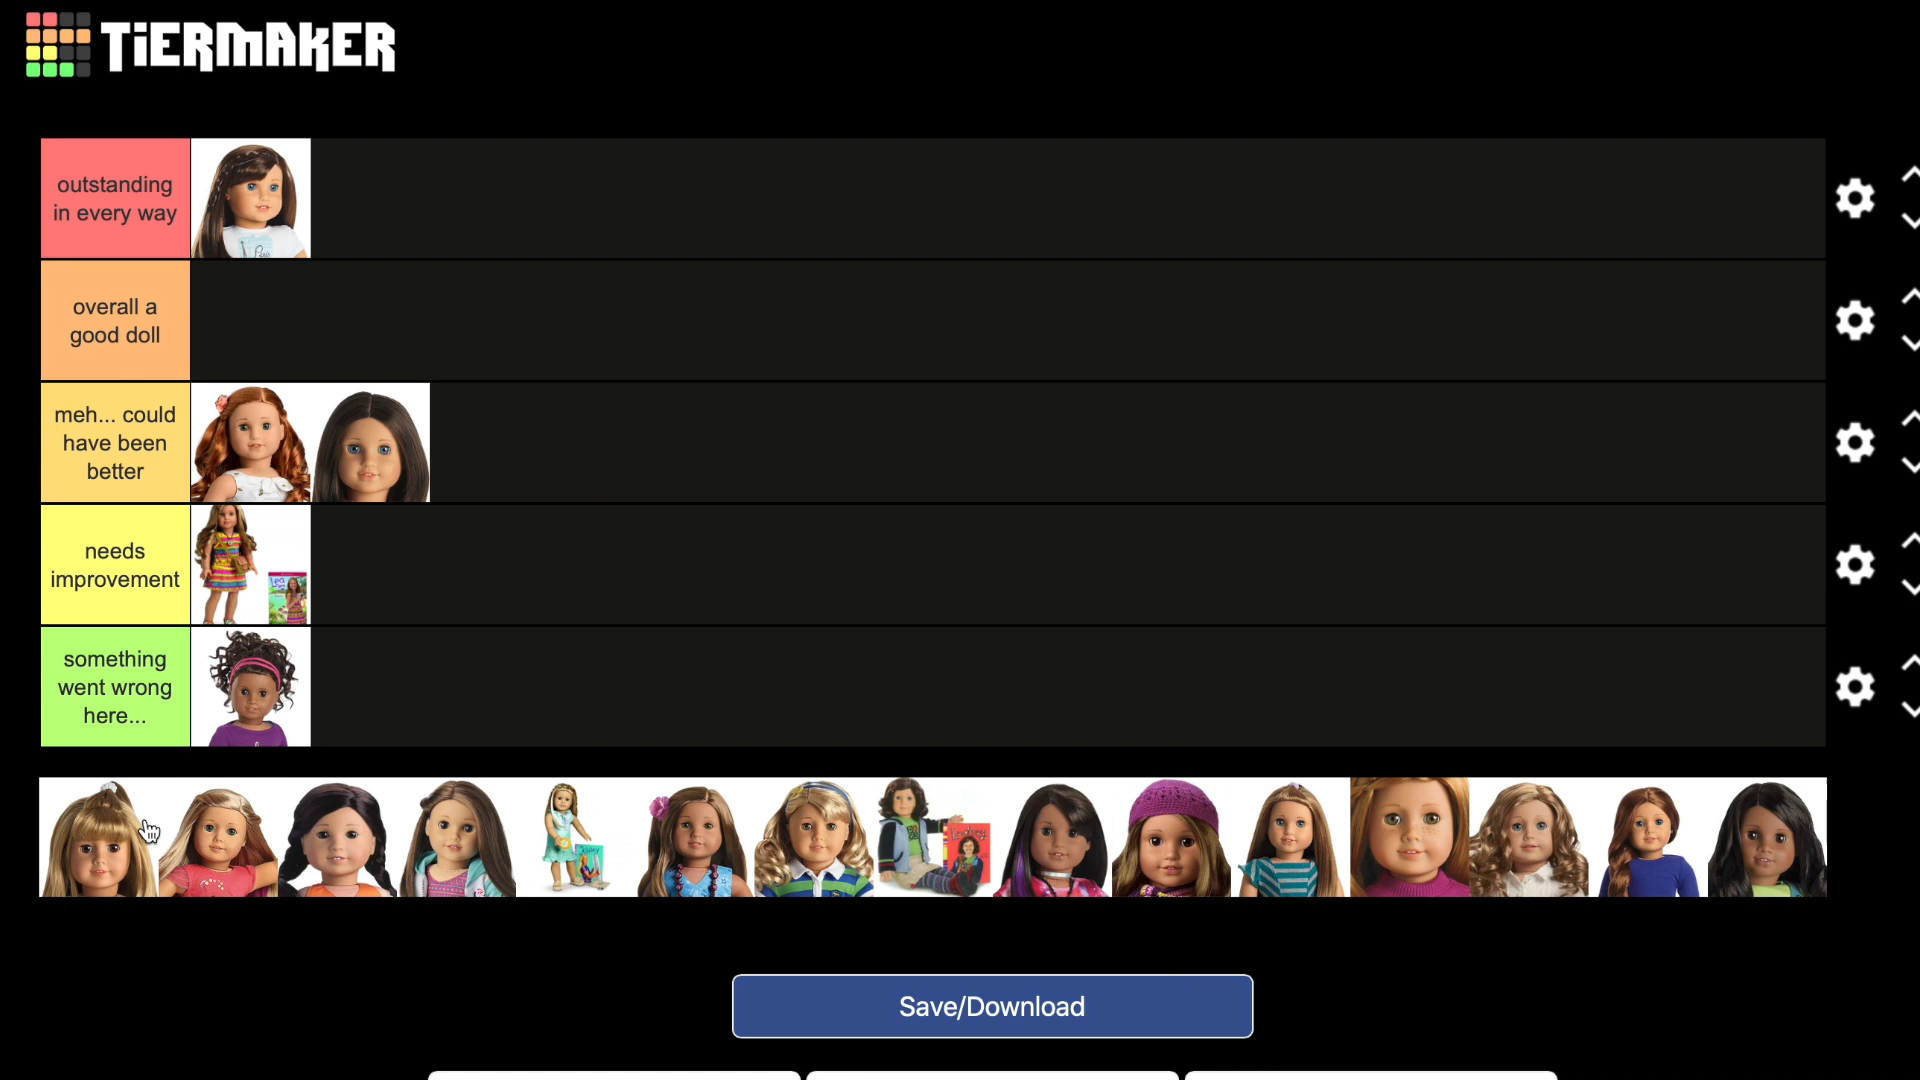 TiERMAKER
outstanding
in every way
overall a
good doll
meh... could
have been
better
needs
improvement
Lea
something
went wrong
here...
Save/Download